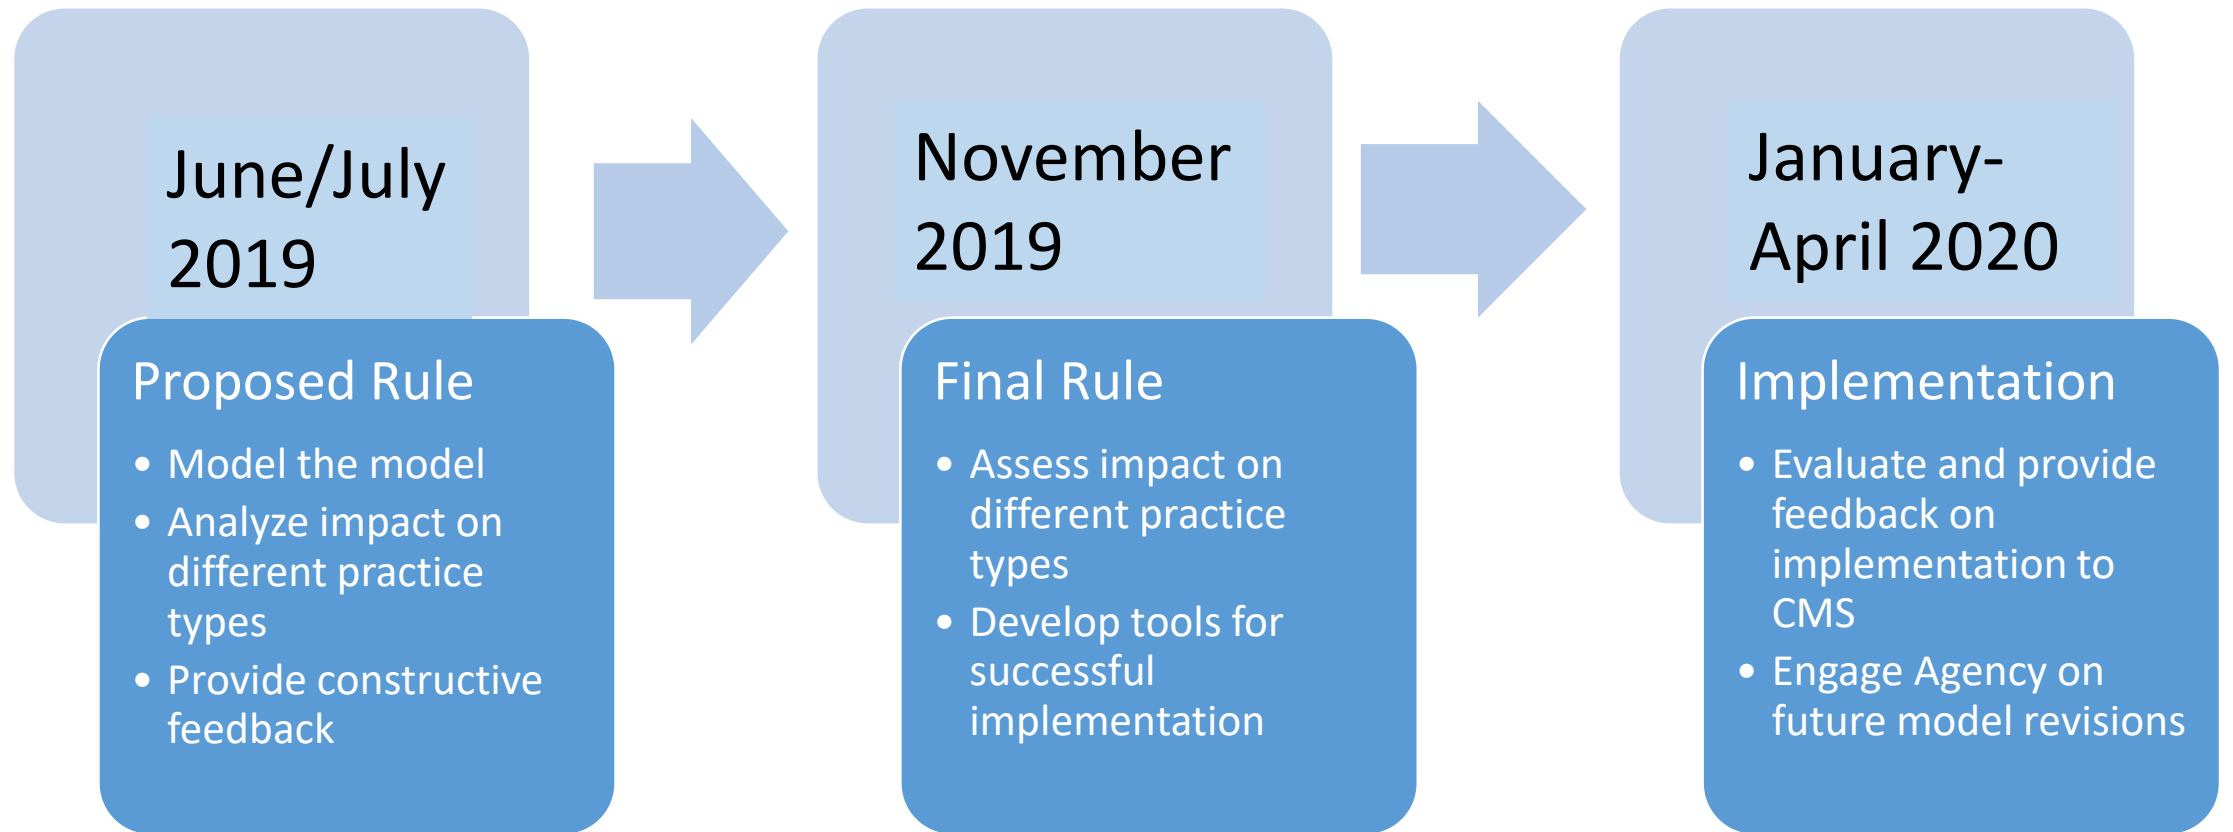 June/July
2019
Proposed Rule
• Model the model
• Analyze impact on
different practice
types
• Provide constructive
feedback
November
2019
Final Rule
• Assess impact on
different practice
types
• Develop tools for
successful
implementation
January-
April 2020
Implementation
• Evaluate and provide
feedback on
implementation to
CMS
• Engage Agency on
future model revisions